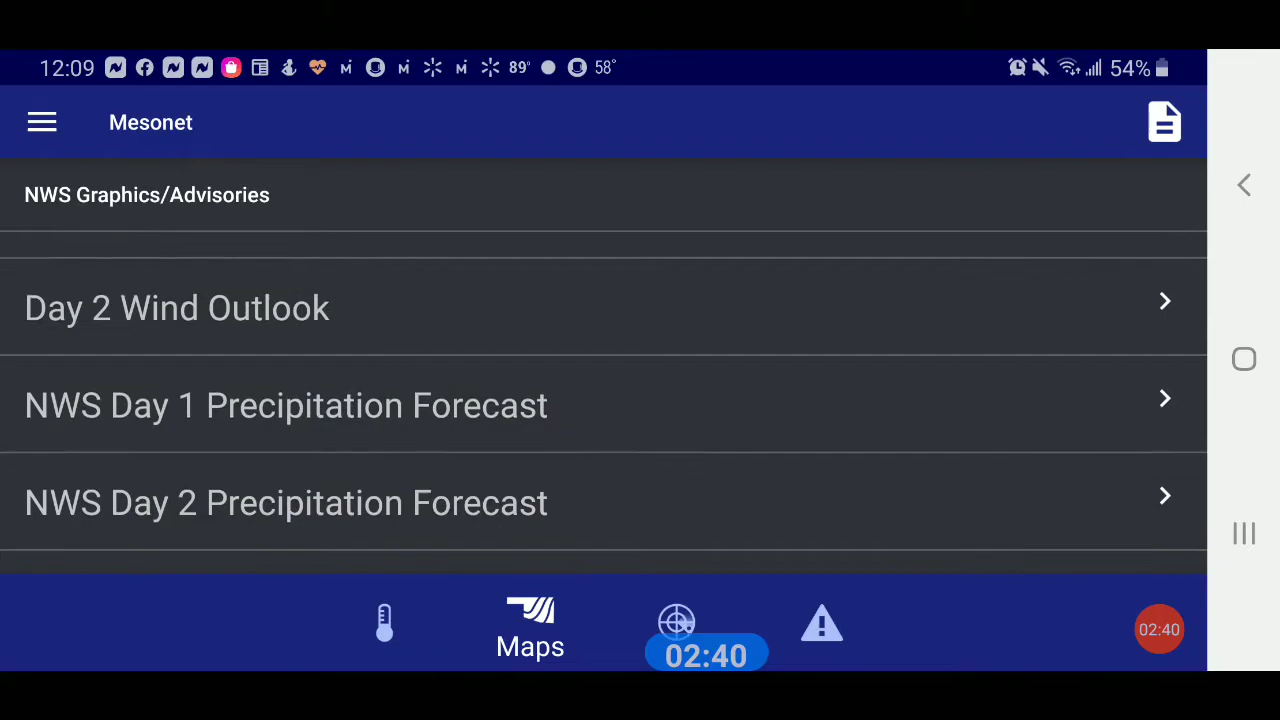 12:09 89° 58° 54%
Mesonet
NWS Graphics/Advisories
Day 2 Wind Outlook
NWS Day 1 Precipitation Forecast
NWS Day 2 Precipitation Forecast
Maps
02:40
02:40